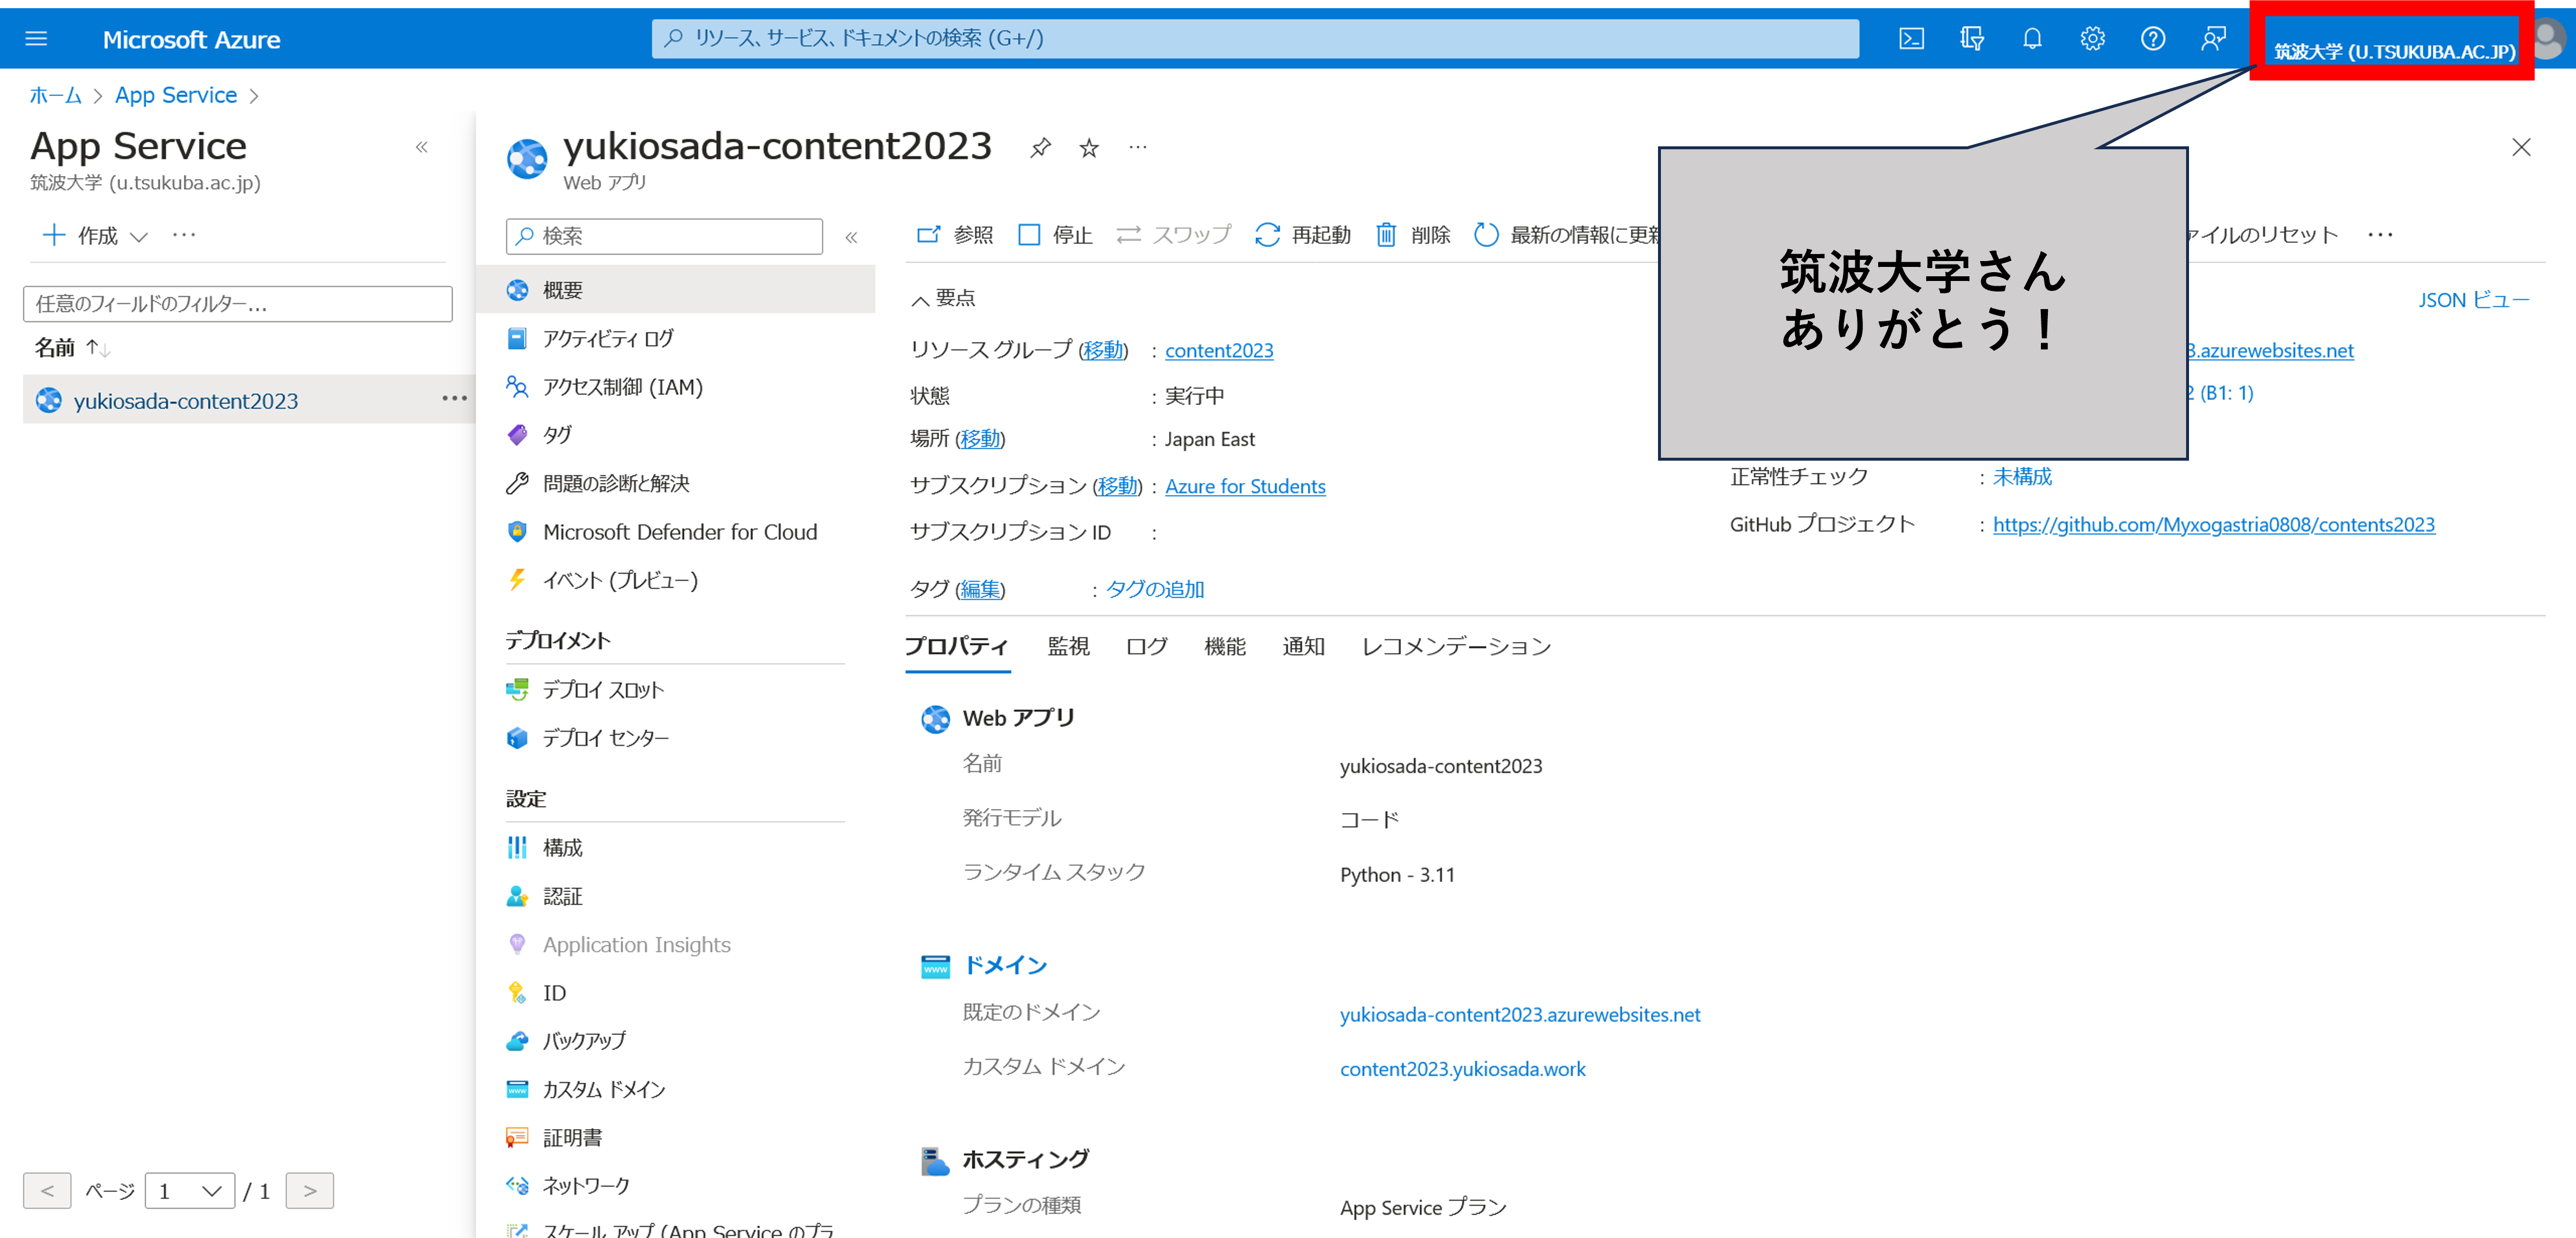 Microsoft Azure
リソース、サービス、ドキュメントの検索 (G+/)
筑波大学 (U.TSUKUBA.AC.JP)
ホーム > App Service >
App Service
筑波大学 (u.tsukuba.ac.jp)
作成
任意のフィールドのフィルター...
名前
yukiosada-content2023
ページ 1 / 1
yukiosada-content2023
Web アプリ
検索
概要
アクティビティ ログ
アクセス制御 (IAM)
タグ
問題の診断と解決
Microsoft Defender for Cloud
イベント (プレビュー)
デプロイメント
デプロイ スロット
デプロイ センター
設定
構成
認証
Application Insights
ID
バックアップ
カスタム ドメイン
証明書
ネットワーク
スケール アップ (App Service のプラ
参照 停止 スワップ 再起動 削除 最新の情報に更新
イルのリセット
筑波大学さん
ありがとう！
要点
JSON ビュー
リソース グループ (移動) : content2023
状態 : 実行中
場所 (移動) : Japan East
サブスクリプション (移動) : Azure for Students
サブスクリプション ID :
タグ (編集) : タグの追加
3.azurewebsites.net
2 (B1: 1)
正常性チェック : 未構成
GitHub プロジェクト : https://github.com/Myxogastria0808/contents2023
プロパティ 監視 ログ 機能 通知 レコメンデーション
Web アプリ
名前 yukiosada-content2023
発行モデル コード
ランタイム スタック Python - 3.11
ドメイン
既定のドメイン yukiosada-content2023.azurewebsites.net
カスタム ドメイン content2023.yukiosada.work
ホスティング
プランの種類 App Service プラン